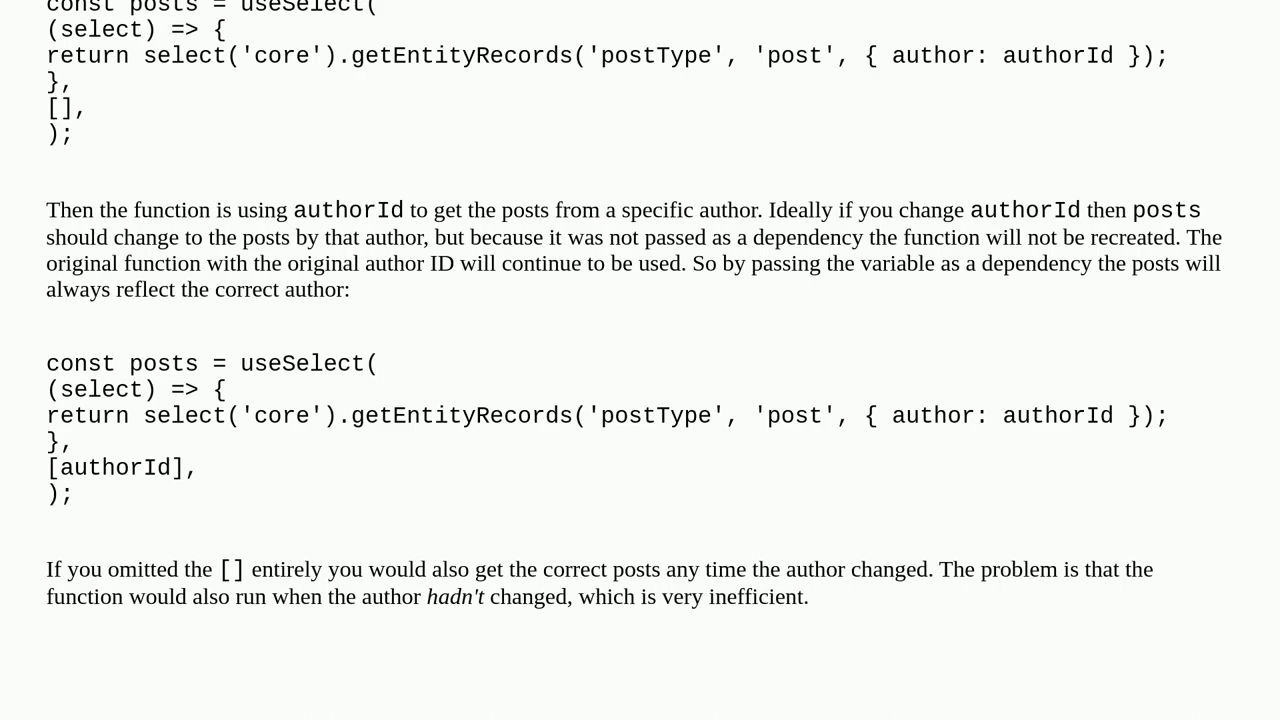 const posts = useSelect(
(select) => {
return select('core').getEntityRecords('postType', 'post', { author: authorId });
},
[],
);
Then the function is using authorId to get the posts from a specific author. Ideally if you change authorId then posts
should change to the posts by that author, but because it was not passed as a dependency the function will not be recreated. The
original function with the original author ID will continue to be used. So by passing the variable as a dependency the posts will
always reflect the correct author:
const posts = useSelect(
(select) => {
return select('core').getEntityRecords('postType', 'post', { author: authorId });
},
[authorId],
);
If you omitted the [] entirely you would also get the correct posts any time the author changed. The problem is that the
function would also run when the author hadn't changed, which is very inefficient.